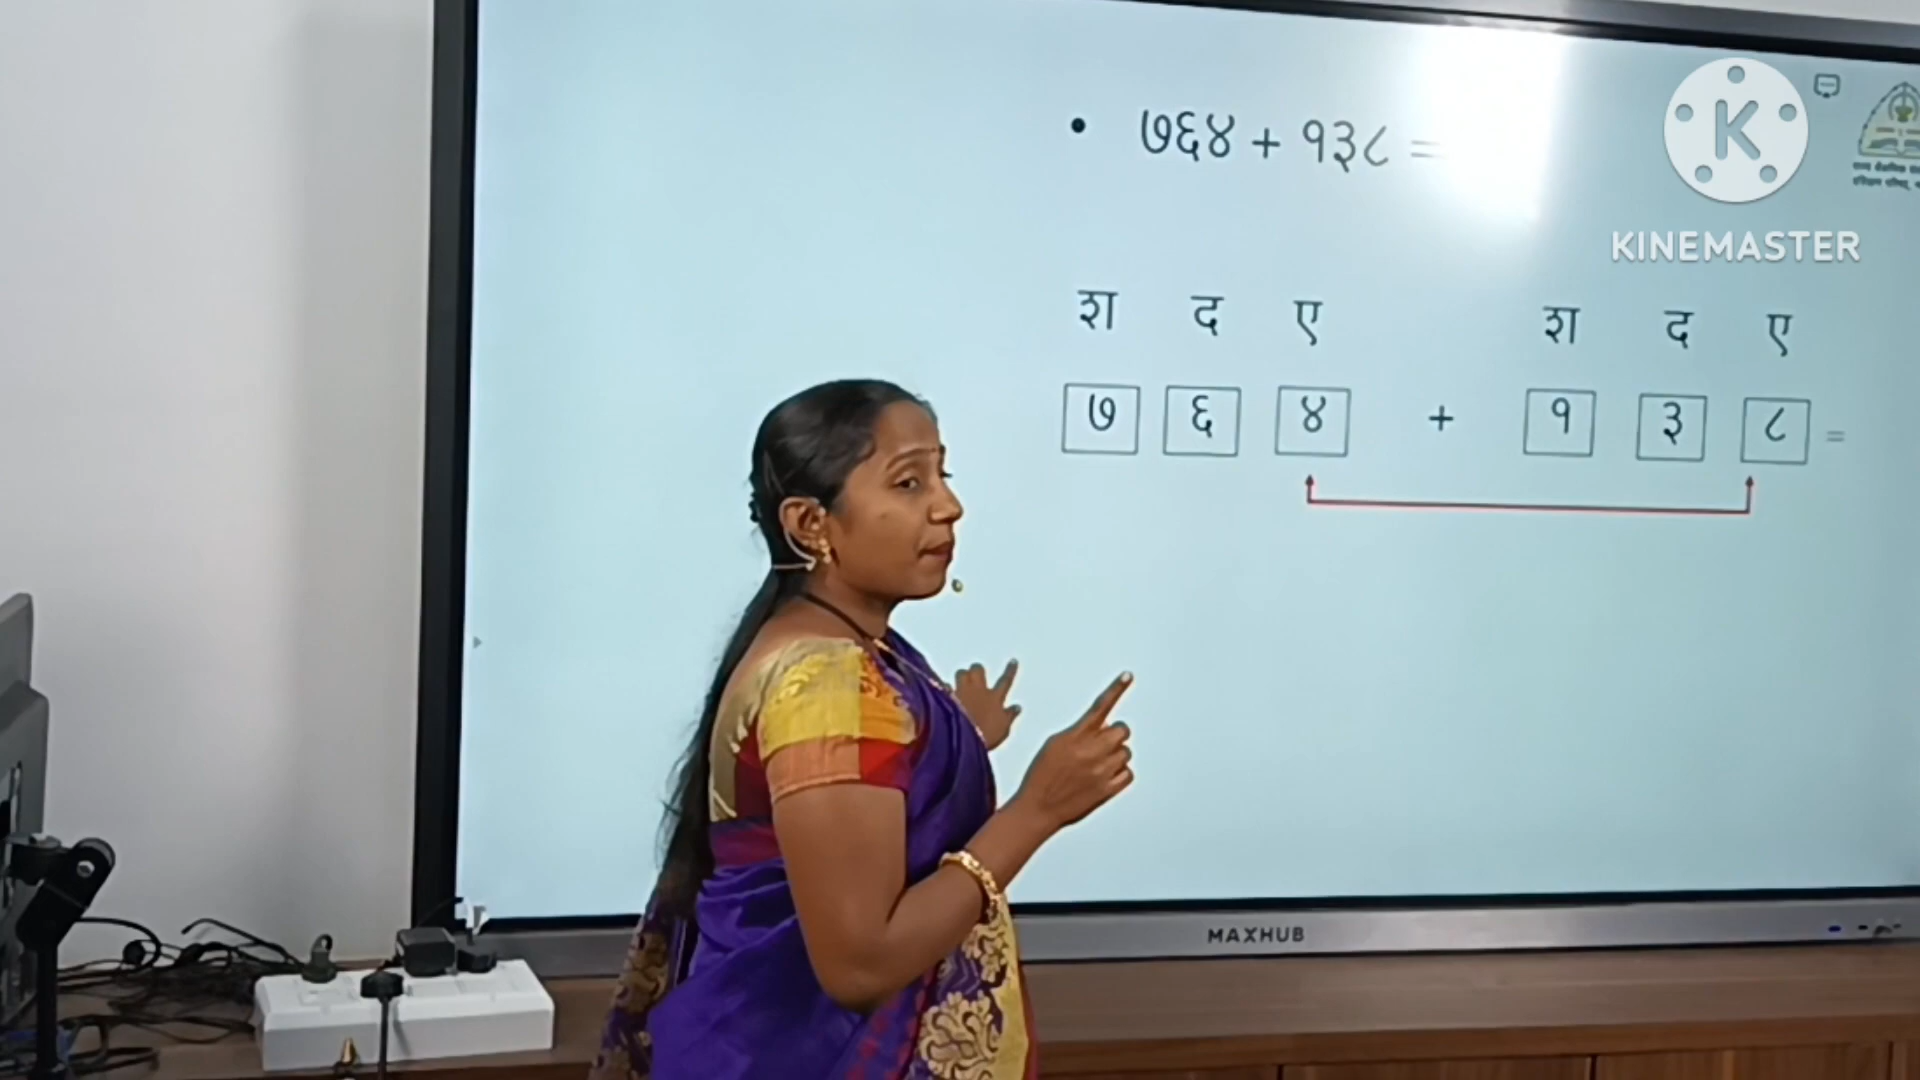 • ७६४ + १३८ =
KINEMASTER
श द ए श द ए
७ ६ ४ + १ ३ ८ =
MAXHUB